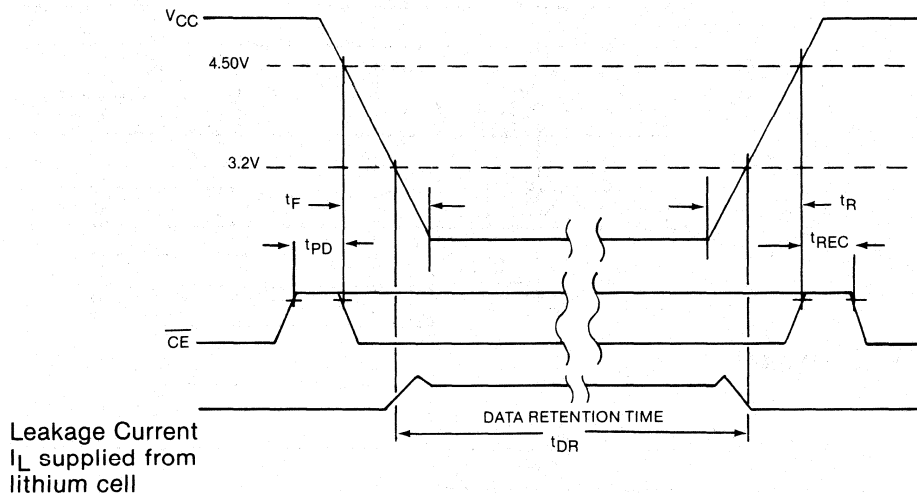 VCC
4.50V
3.2V
tF
tR
tPD
tREC
CE
DATA RETENTION TIME
tDR
Leakage Current
IL supplied from
lithium cell